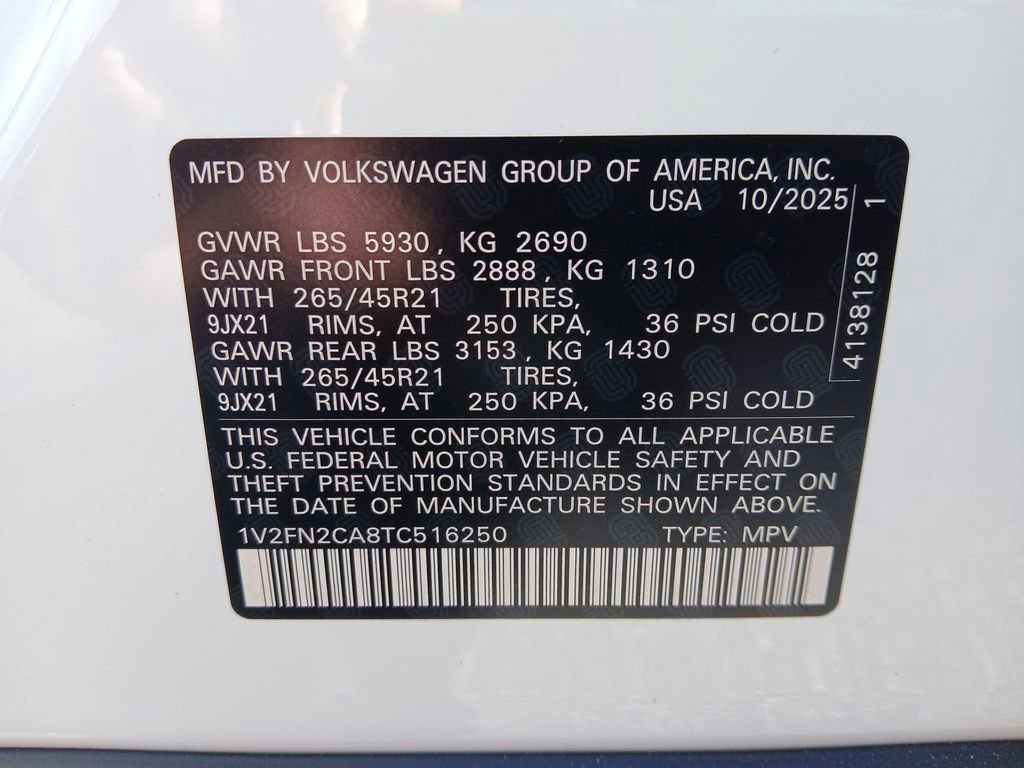 MFD BY VOLKSWAGEN GROUP OF AMERICA, INC.
USA 10/2025
GVWR LBS 5930, KG 2690
GAWR FRONT LBS 2888, KG 1310
WITH 265/45R21 TIRES,
9JX21 RIMS, AT 250 KPA, 36 PSI COLD
GAWR REAR LBS 3153, KG 1430
WITH 265/45R21 TIRES,
9JX21 RIMS, AT 250 KPA, 36 PSI COLD
4138128 1
THIS VEHICLE CONFORMS TO ALL APPLICABLE
U.S. FEDERAL MOTOR VEHICLE SAFETY AND
THEFT PREVENTION STANDARDS IN EFFECT ON
THE DATE OF MANUFACTURE SHOWN ABOVE.
1V2FN2CA8TC516250 TYPE: MPV